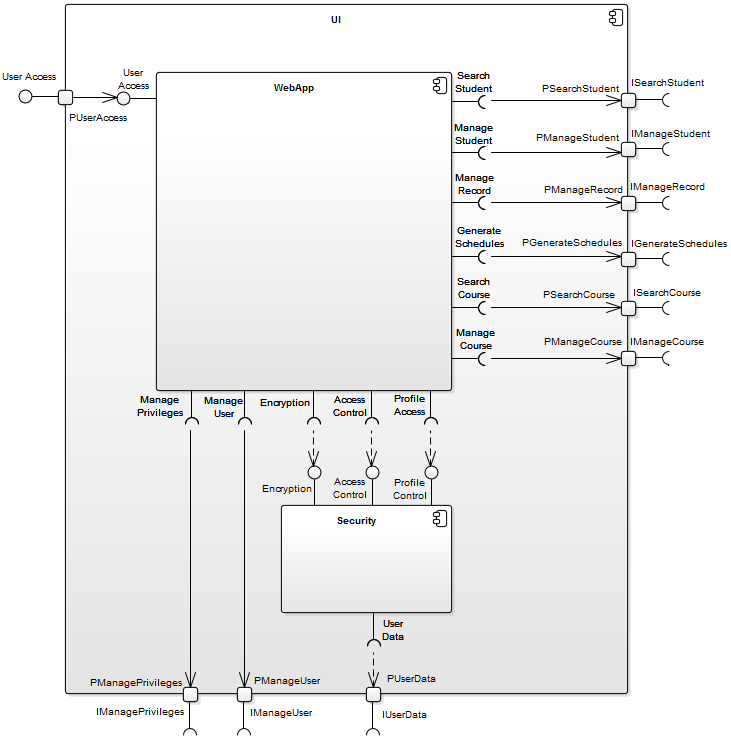 UI
User Access
User
Access
PUserAccess
WebApp
Search
Student
PSearchStudent
ISearchStudent
Manage
Student
PManageStudent
IManageStudent
Manage
Record
PManageRecord
IManageRecord
Generate
Schedules
PGenerateSchedules
IGenerateSchedules
Search
Course
PSearchCourse
ISearchCourse
Manage
Course
PManageCourse
IManageCourse
Manage
Privileges
Manage
User
Encryption
Access
Control
Profile
Access
Encryption
Access
Control
Profile
Control
Security
User
Data
PManagePrivileges
PManageUser
PUserData
IManagePrivileges
IManageUser
IUserData